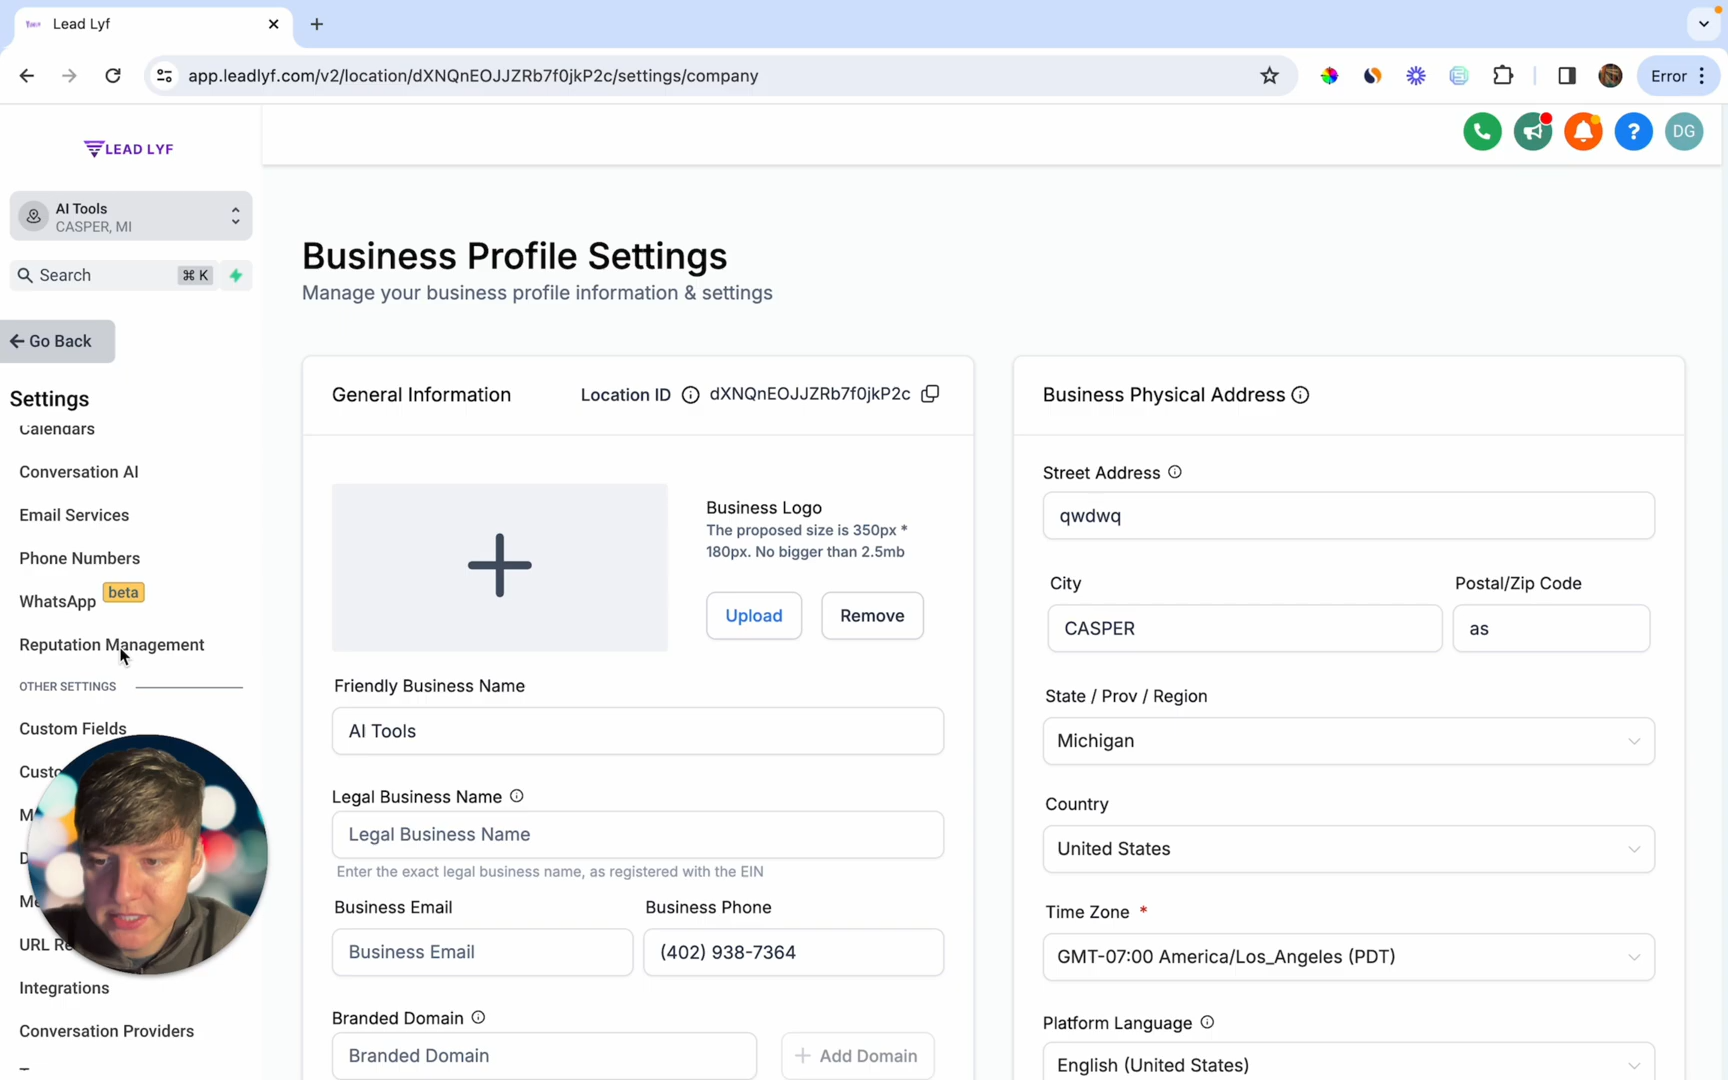 Lead Lyf
app.leadlyf.com/v2/location/dXNQnEOJJZRb7f0jkP2c/settings/company
Error
LEAD LYF
DG
AI Tools
CASPER, MI
Search
⌘ K
Go Back
Settings
Calendars
Conversation AI
Email Services
Phone Numbers
WhatsApp beta
Reputation Management
OTHER SETTINGS
Custom Fields
Integrations
Conversation Providers
Business Profile Settings
Manage your business profile information & settings
General Information
Location ID dXNQnEOJJZRb7f0jkP2c
Business Logo
The proposed size is 350px *
180px. No bigger than 2.5mb
Upload
Remove
Friendly Business Name
AI Tools
Legal Business Name
Legal Business Name
Enter the exact legal business name, as registered with the EIN
Business Email
Business Phone
Business Email
(402) 938-7364
Branded Domain
Branded Domain
Add Domain
Business Physical Address
Street Address
qwdwq
City
Postal/Zip Code
CASPER
as
State / Prov / Region
Michigan
Country
United States
Time Zone *
GMT-07:00 America/Los_Angeles (PDT)
Platform Language
English (United States)